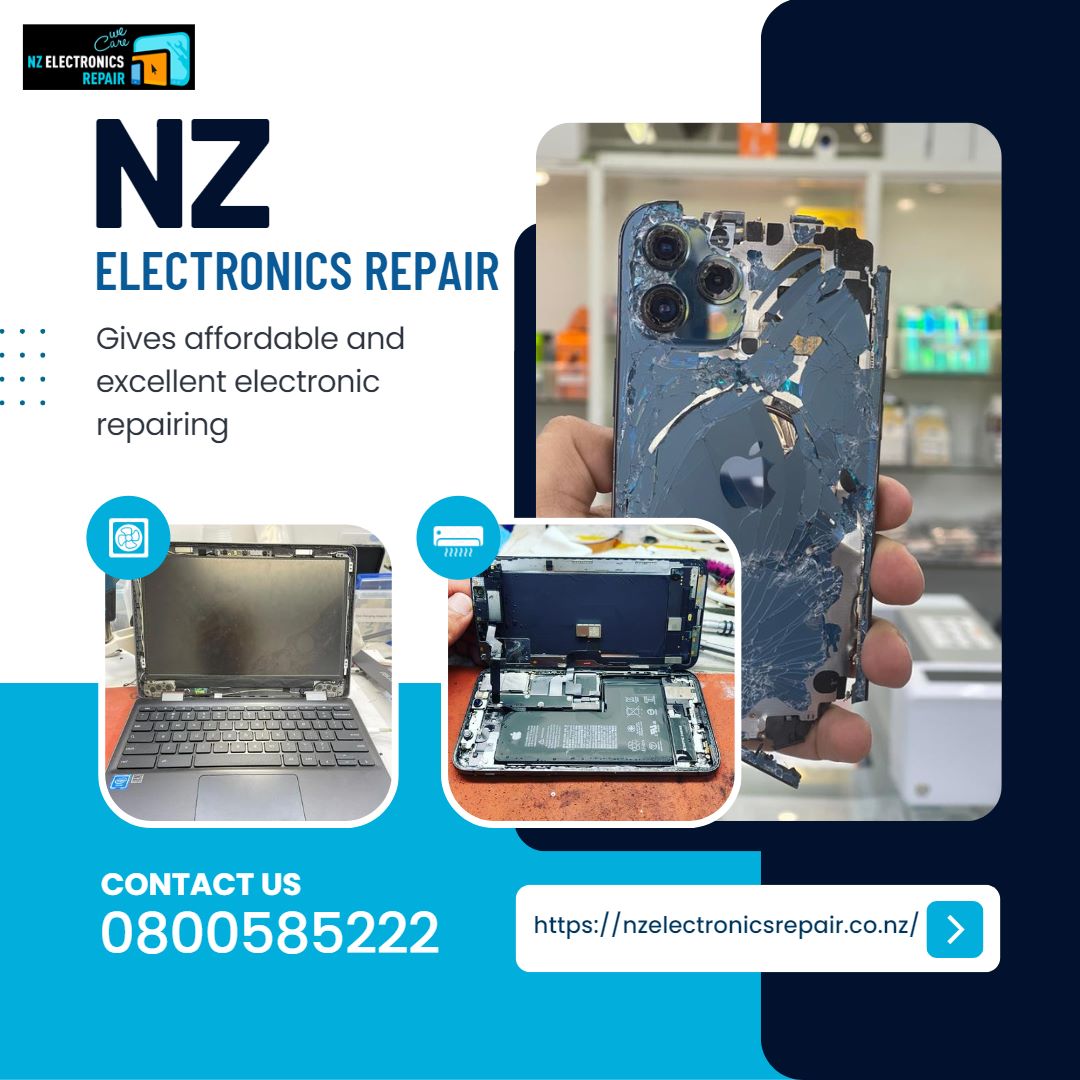 we
Care
NZ ELECTRONICS
REPAIR
NZ
ELECTRONICS REPAIR
Gives affordable and
excellent electronic
repairing
CONTACT US
0800585222
https://nzelectronicsrepair.co.nz/